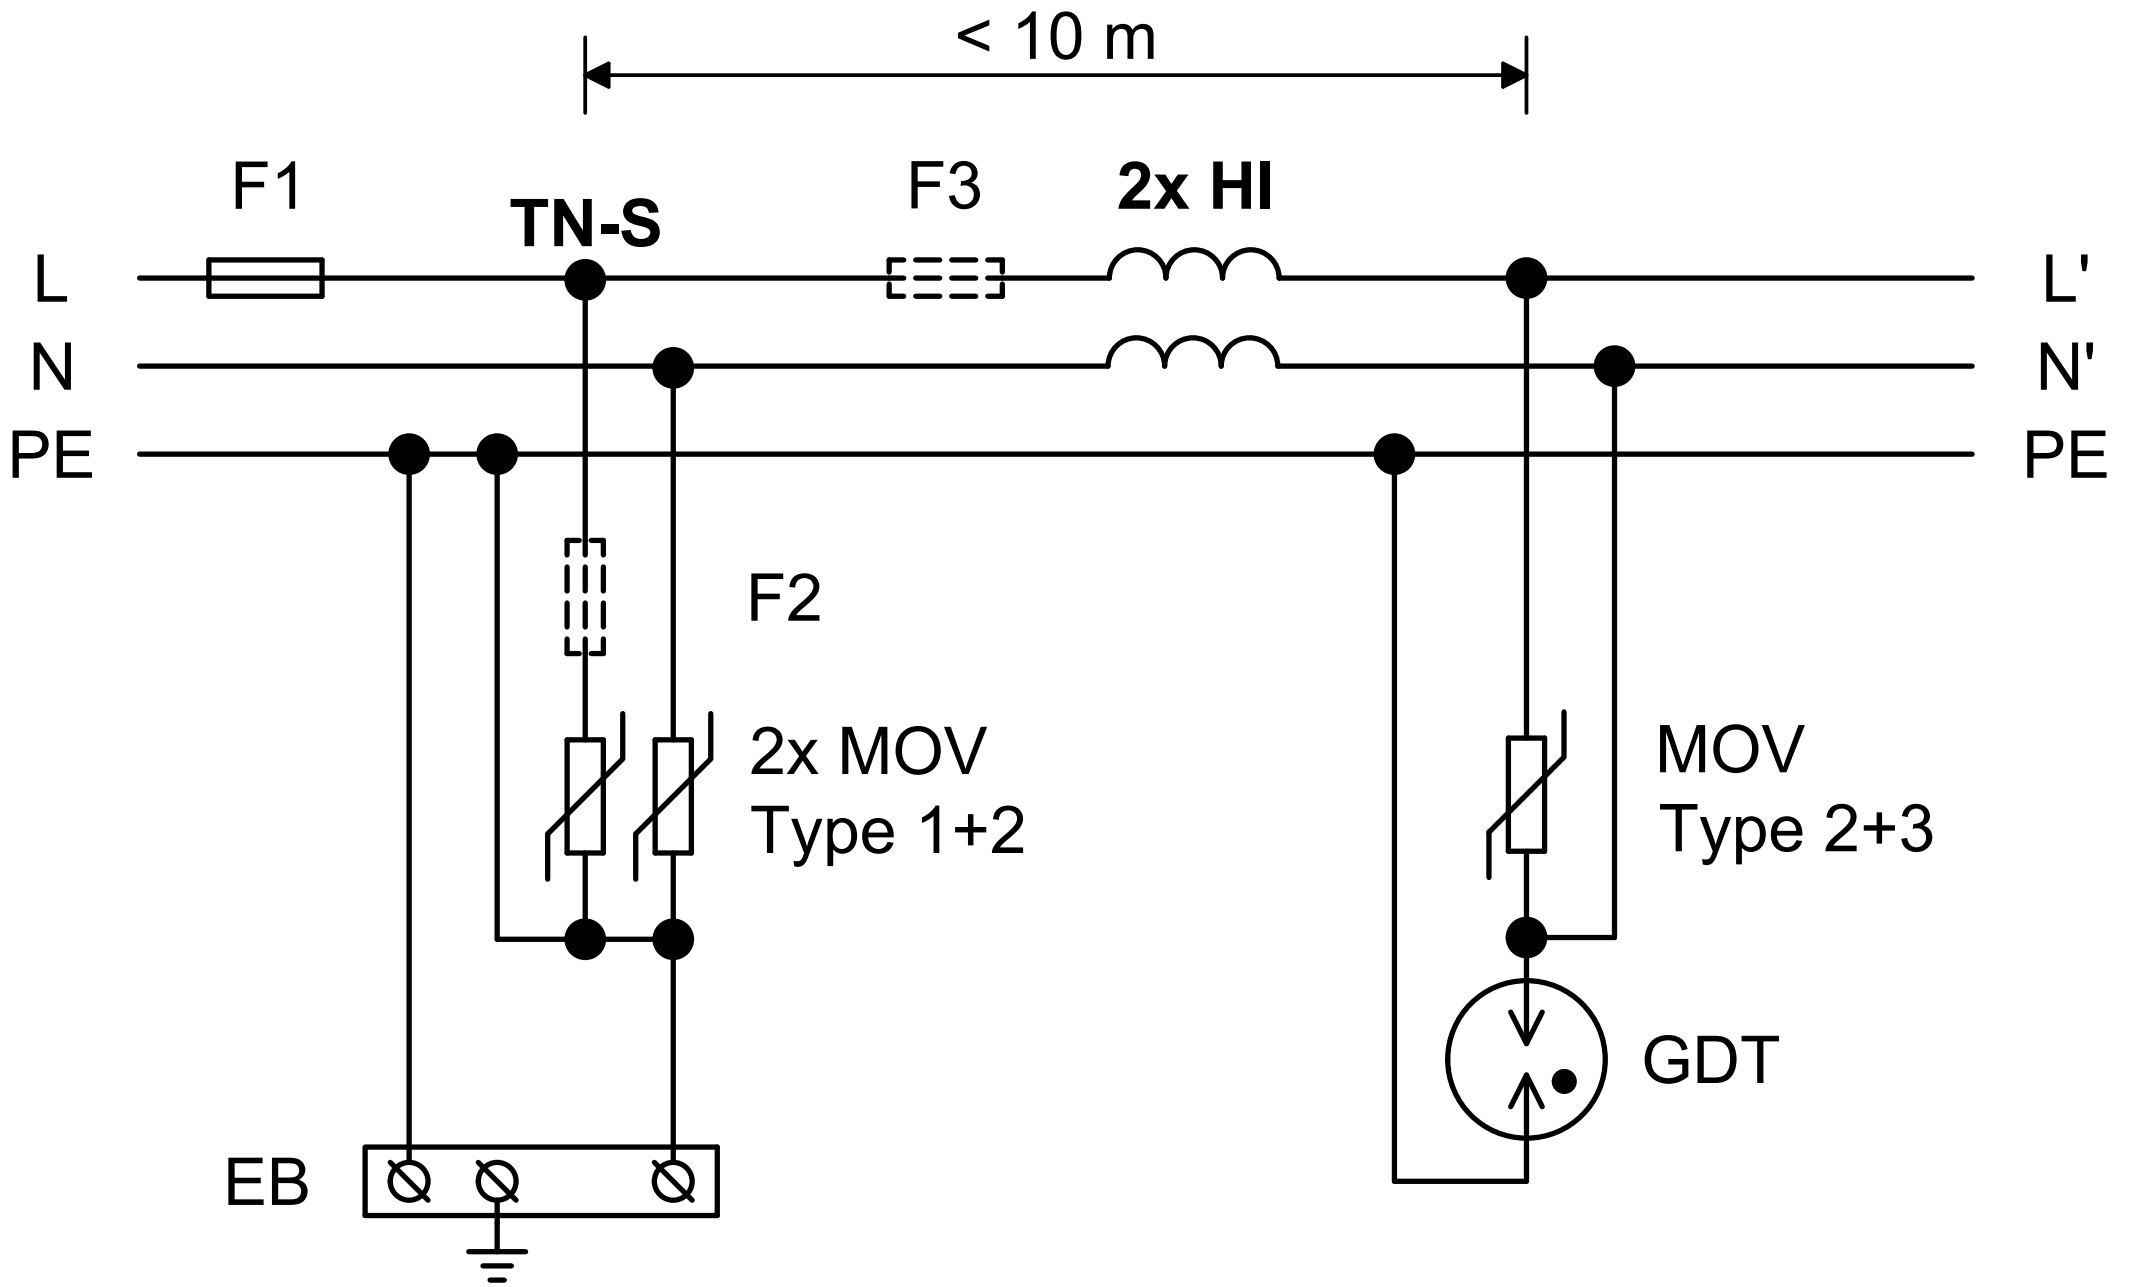 < 10 m
F1
TN-S
F3
2x HI
L
L'
N
N'
PE
PE
F2
2x MOV
Type 1+2
MOV
Type 2+3
GDT
EB